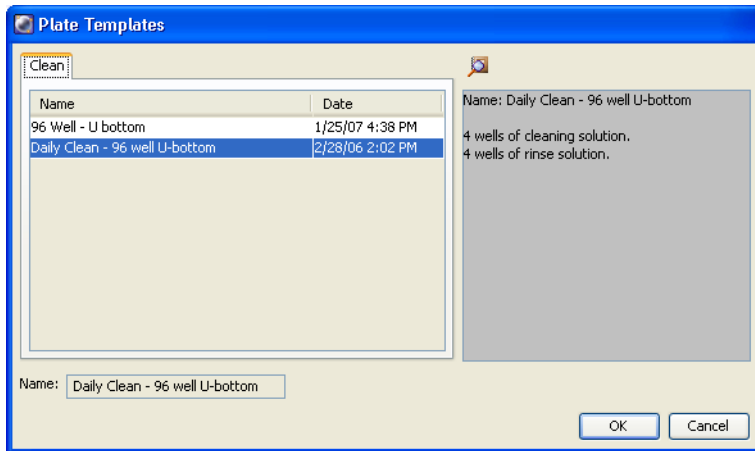 Plate Templates
Clean
Name Date
96 Well - U bottom 1/25/07 4:38 PM
Daily Clean - 96 well U-bottom 2/28/06 2:02 PM
Name: Daily Clean - 96 well U-bottom
4 wells of cleaning solution.
4 wells of rinse solution.
Name: Daily Clean - 96 well U-bottom
OK Cancel